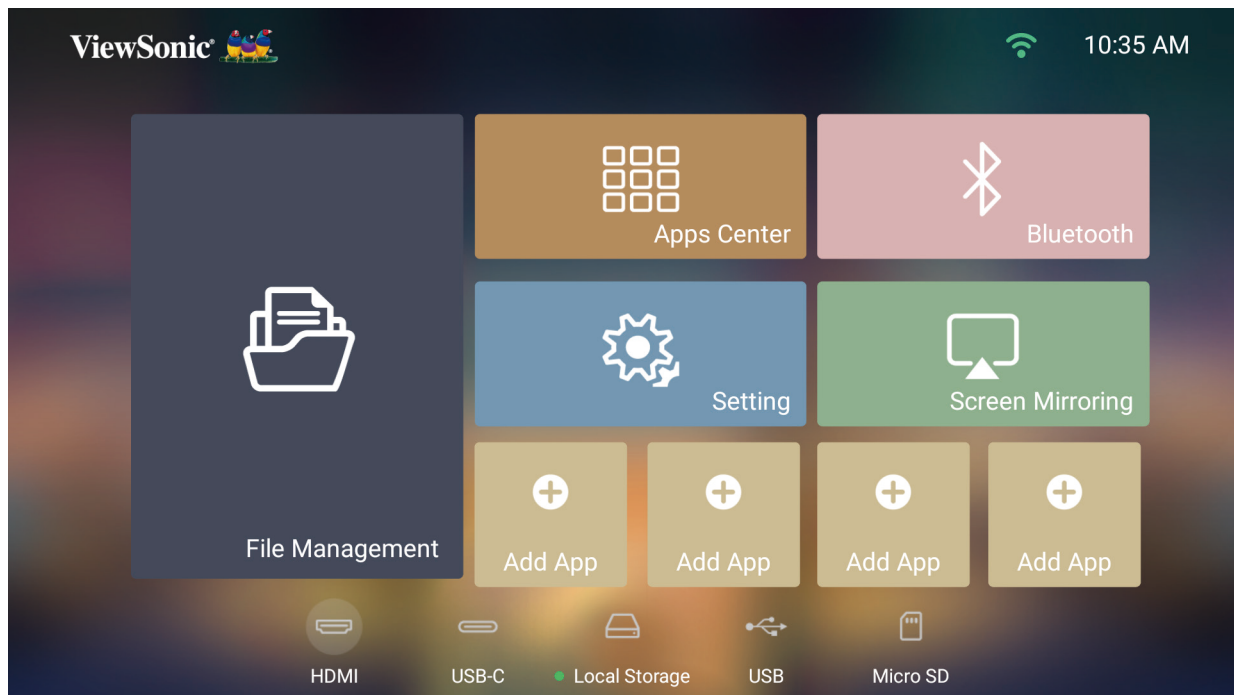 ViewSonic®
10:35 AM
Apps Center
Bluetooth
Setting
Screen Mirroring
File Management
Add App
Add App
Add App
Add App
HDMI
USB-C
Local Storage
USB
Micro SD